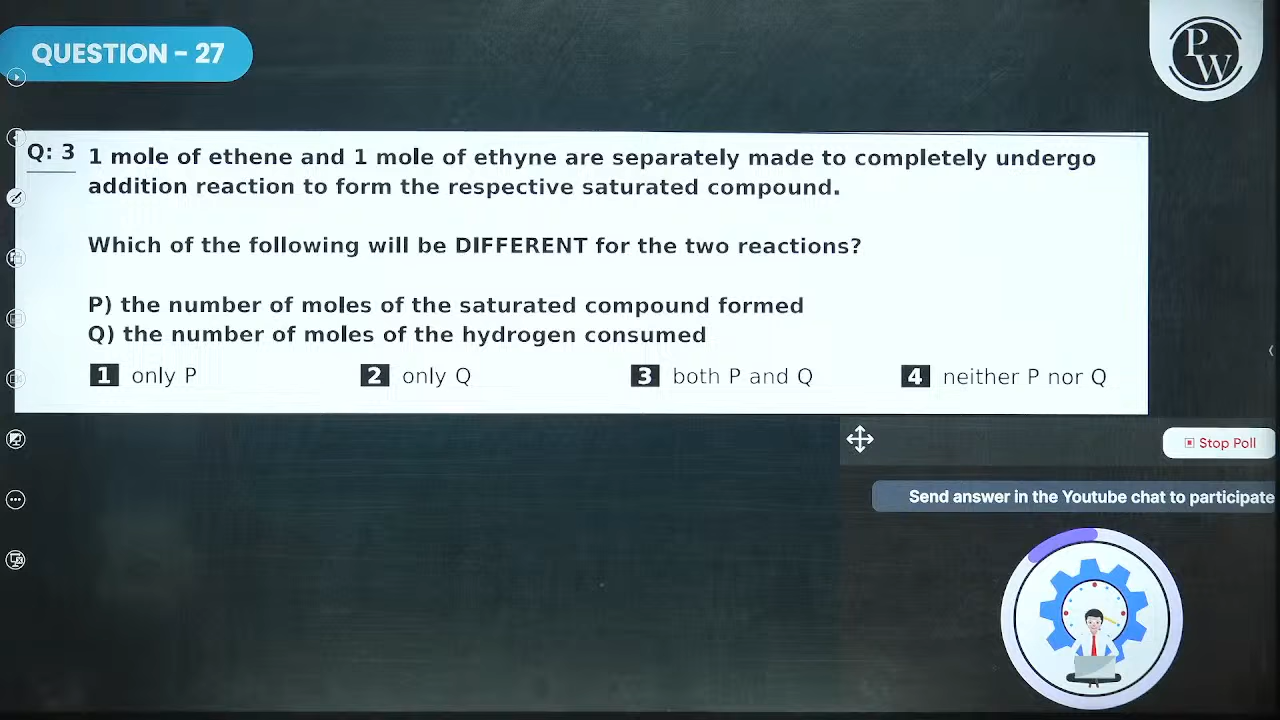 QUESTION - 27
P
W
Q: 3 1 mole of ethene and 1 mole of ethyne are separately made to completely undergo
addition reaction to form the respective saturated compound.
Which of the following will be DIFFERENT for the two reactions?
P) the number of moles of the saturated compound formed
Q) the number of moles of the hydrogen consumed
1 only P 2 only Q 3 both P and Q 4 neither P nor Q
Stop Poll
Send answer in the Youtube chat to participate